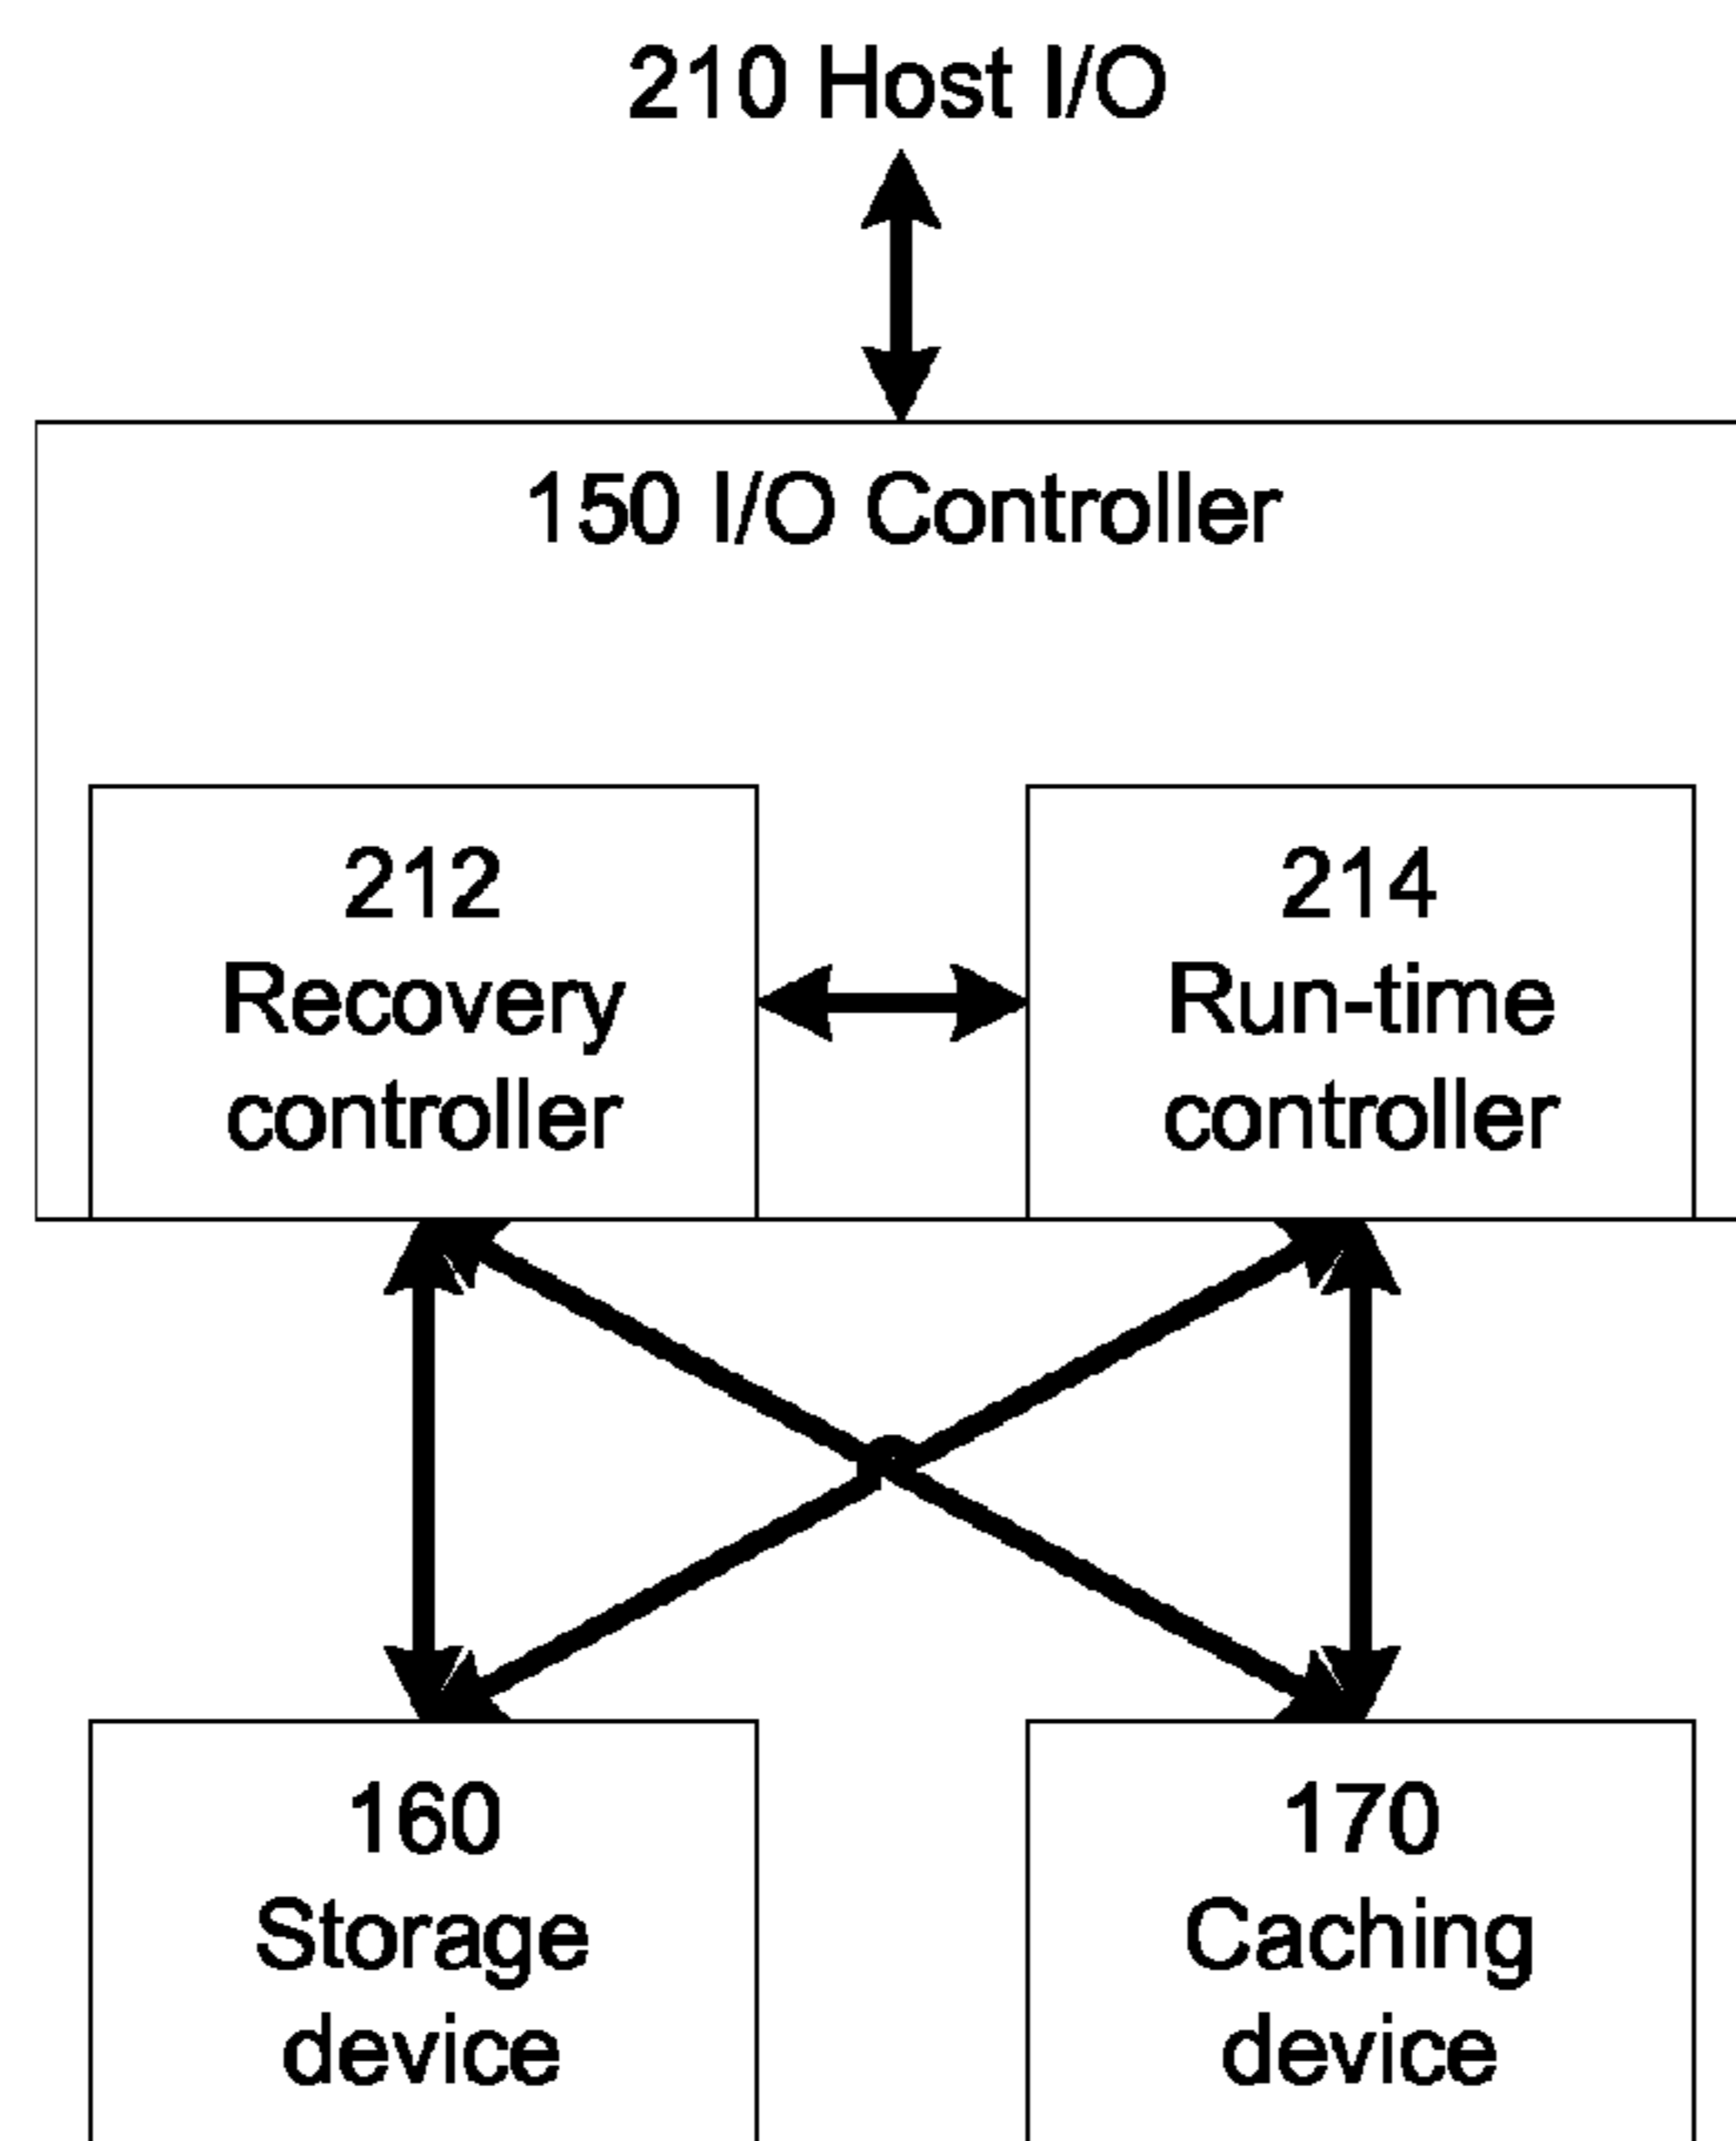 210 Host I/O
150 I/O Controller
212
Recovery
controller
214
Run-time
controller
160
Storage
device
170
Caching
device